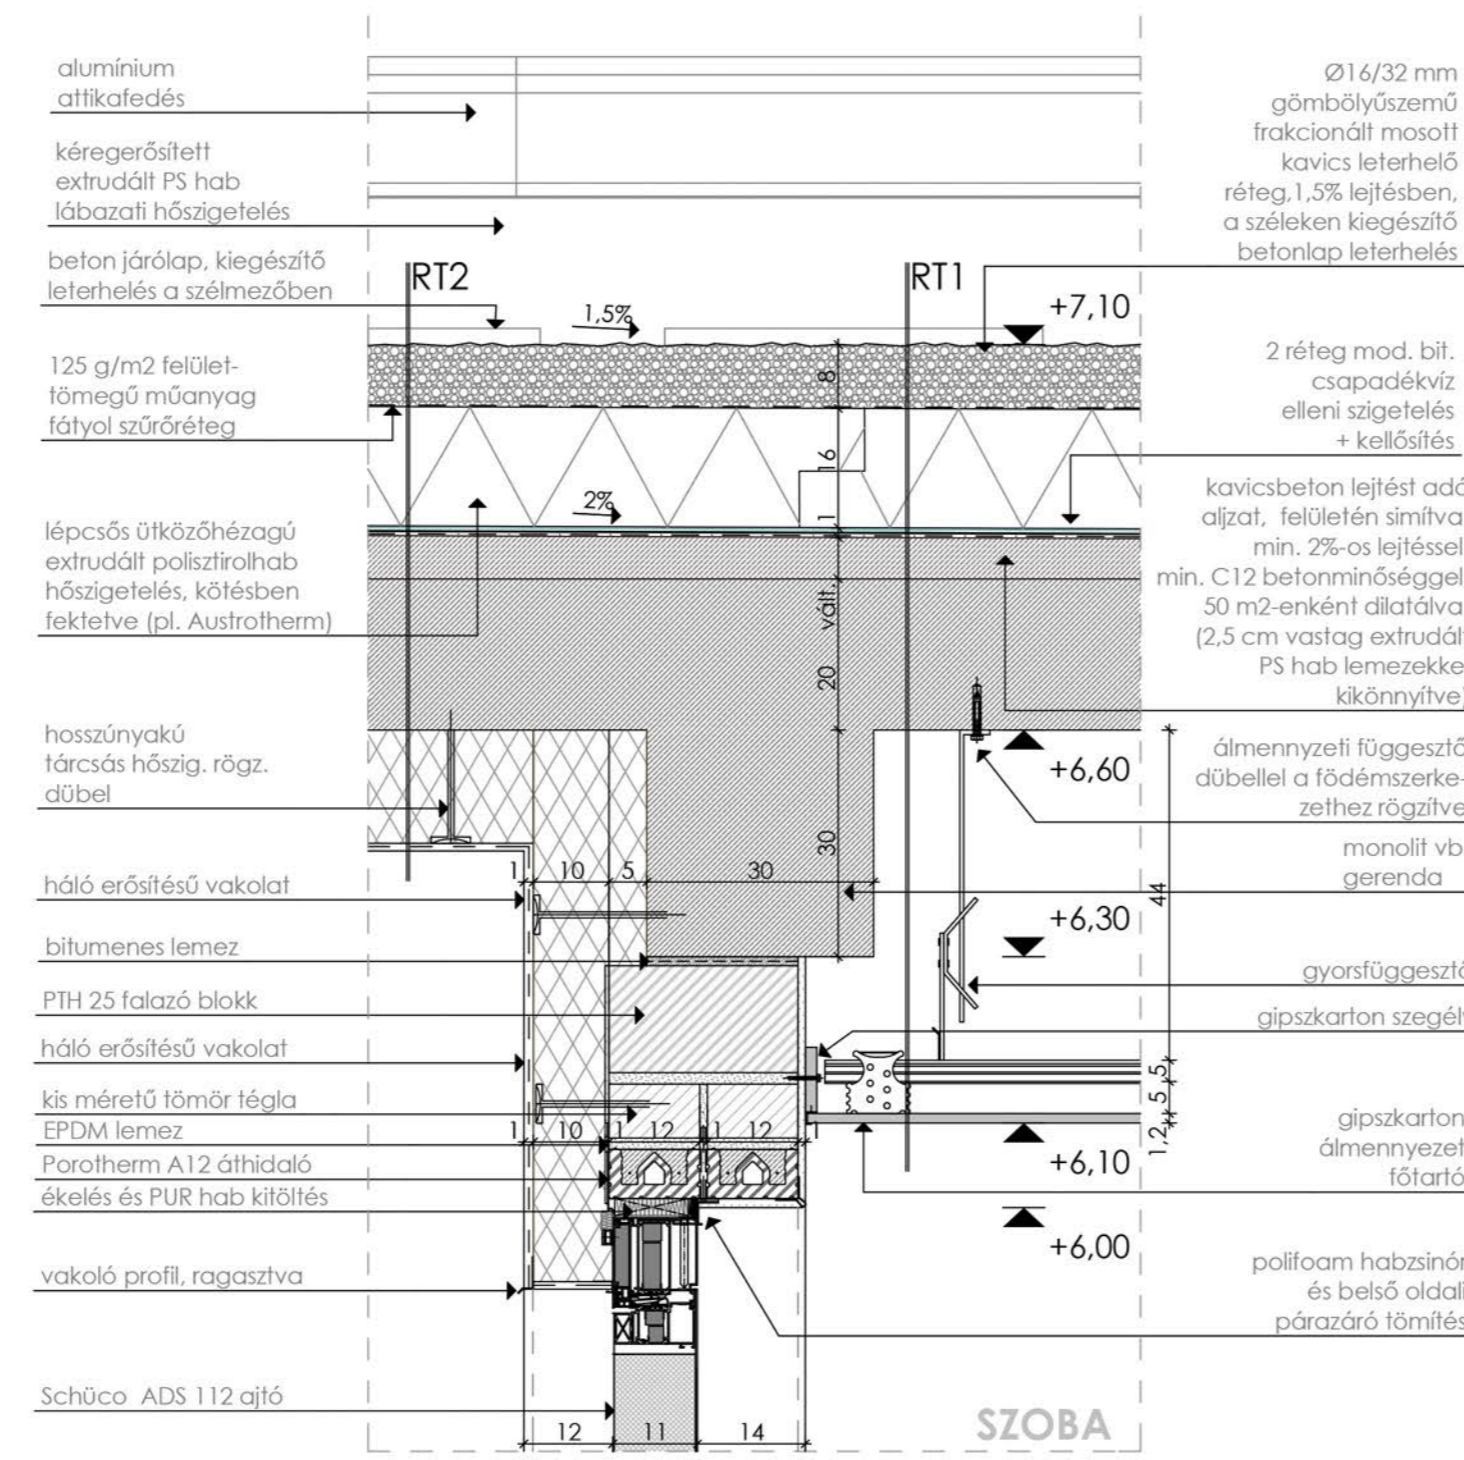 alumínium
attikafedés
kéregerősített
extrudált PS hab
lábazati hőszigetelés
beton járólap, kiegészítő
leterhelés a szélmezőben
125 g/m2 felület-
tömegű műanyag
fátyol szűrőréteg
lépcsős ütközőhézagú
extrudált polisztirolhab
hőszigetelés, kötésben
fektetve (pl. Austrotherm)
hosszúnyakú
tárcsás hőszig. rögz.
dübel
háló erősítésű vakolat
bitumenes lemez
PTH 25 falazó blokk
háló erősítésű vakolat
kis méretű tömör tégla
EPDM lemez
Porotherm A12 áthidaló
ékelés és PUR hab kitöltés
vakoló profil, ragasztva
Schüco ADS 112 ajtó
RT2
RT1
1,5%
+7,10
8
16
2%
1
vált.
20
+6,60
30
1 10 5 30
44
+6,30
5
5
1,2
1 10 1 12 1 12 1
+6,10
+6,00
12 11 14
SZOBA
Ø16/32 mm
gömbölyűszemű
frakcionált mosott
kavics leterhelő
réteg,1,5% lejtésben,
a széleken kiegészítő
betonlap leterhelés
2 réteg mod. bit.
csapadékvíz
elleni szigetelés
+ kellősítés
kavicsbeton lejtést adó
aljzat, felületén simítva
min. 2%-os lejtéssel
min. C12 betonminőséggel
50 m2-enként dilatálva
(2,5 cm vastag extrudált
PS hab lemezekke
kikönnyítve)
álmennyzeti függesztő
dübellel a födémszerke-
zethez rögzítve
monolit vb
gerenda
gyorsfüggesztő
gipszkarton szegély
gipszkarton
álmennyezet
főtartó
polifoam habzsinór
és belső oldali
párazáró tömítés